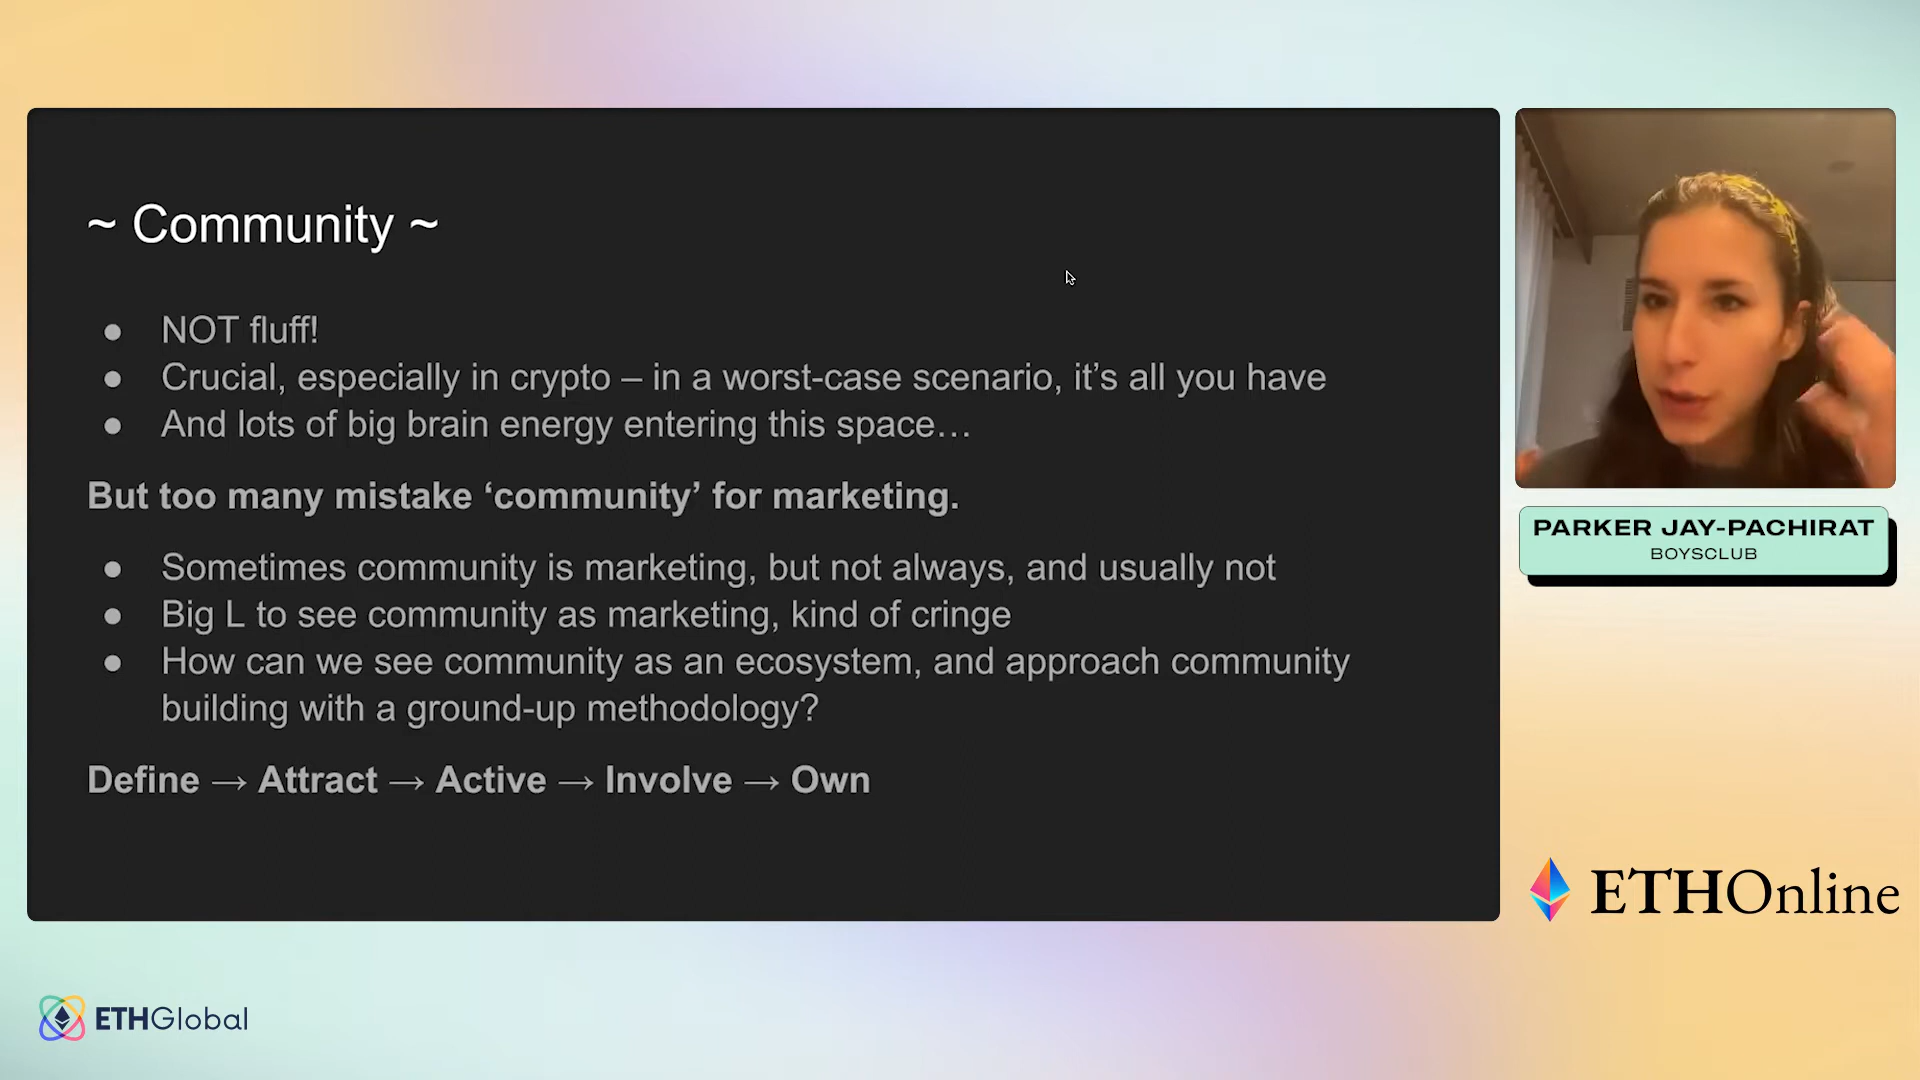 ~ Community ~
● NOT fluff!
● Crucial, especially in crypto – in a worst-case scenario, it’s all you have
● And lots of big brain energy entering this space…
But too many mistake ‘community’ for marketing.
● Sometimes community is marketing, but not always, and usually not
● Big L to see community as marketing, kind of cringe
● How can we see community as an ecosystem, and approach community
building with a ground-up methodology?
Define → Attract → Active → Involve → Own
PARKER JAY-PACHIRAT
BOYSCLUB
ETHOnline
ETHGlobal